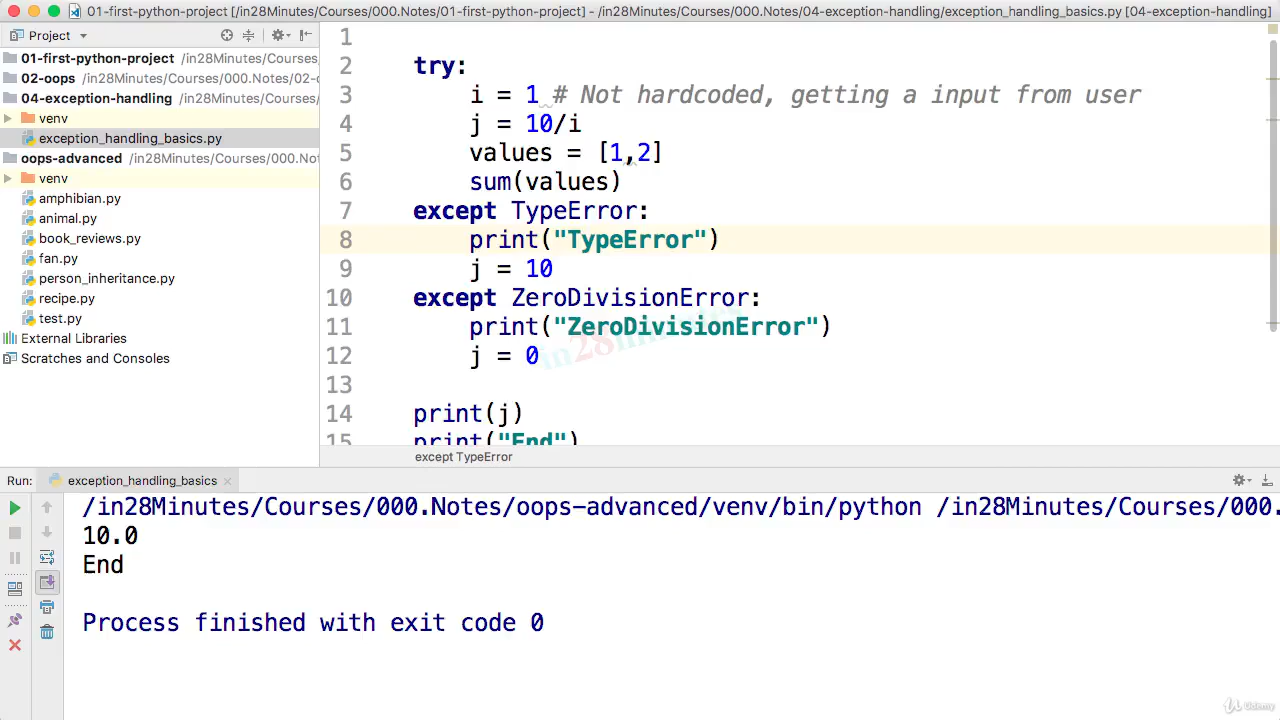 01-first-python-project [/in28Minutes/Courses/000.Notes/01-first-python-project] - /in28Minutes/Courses/000.Notes/04-exception-handling/exception_handling_basics.py [04-exception-handling]
Project
01-first-python-project /in28Minutes/Courses
02-oops /in28Minutes/Courses/000.Notes/02-
04-exception-handling /in28Minutes/Courses/
venv
exception_handling_basics.py
oops-advanced /in28Minutes/Courses/000.Not
venv
amphibian.py
animal.py
book_reviews.py
fan.py
person_inheritance.py
recipe.py
test.py
External Libraries
Scratches and Consoles
1
2 try:
3 i = 1 # Not hardcoded, getting a input from user
4 j = 10/i
5 values = [1,2]
6 sum(values)
7 except TypeError:
8 print("TypeError")
9 j = 10
10 except ZeroDivisionError:
11 print("ZeroDivisionError")
12 j = 0
13
14 print(j)
15 print("End")
in28minutes
except TypeError
Run: exception_handling_basics
/in28Minutes/Courses/000.Notes/oops-advanced/venv/bin/python /in28Minutes/Courses/000.
10.0
End
Process finished with exit code 0
Udemy